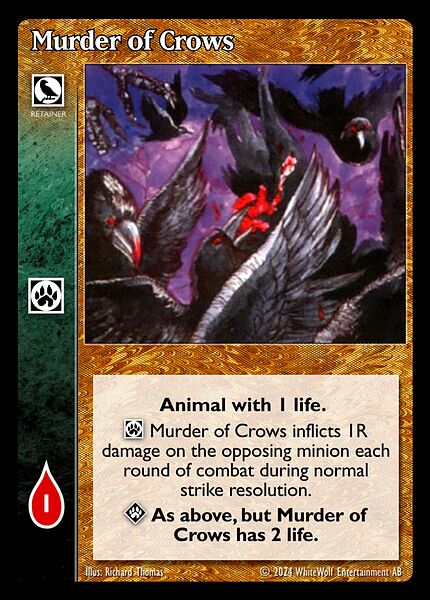 Murder of Crows
RETAINER
Animal with 1 life.
Murder of Crows inflicts 1R
damage on the opposing minion each
round of combat during normal
strike resolution.
As above, but Murder of
Crows has 2 life.
1
Illus: Richard Thomas
© 2024 WhiteWolf Entertainment AB